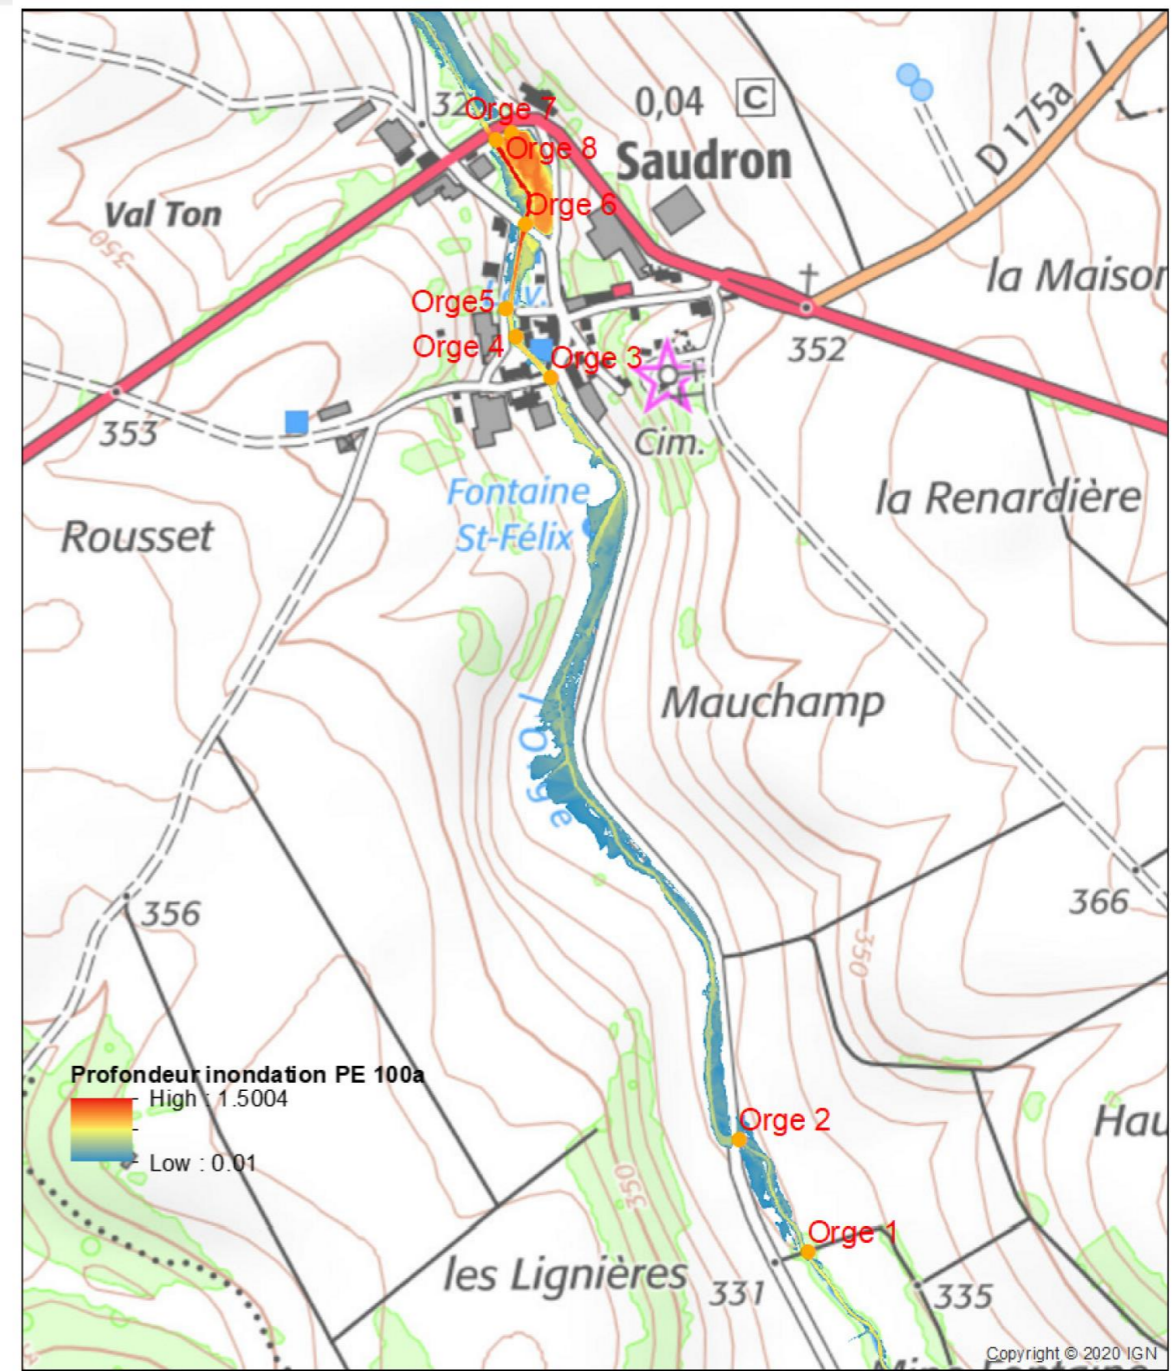 32
Orge 7
0,04
C
Orge 8
Saudron
D 175a
Val Ton
Orge 6
350
la Maison
Orge5
Orge 4
Orge 3
352
353
Cim.
Fontaine
St-Félix
la Renardière
Rousset
Mauchamp
l'Orge
356
366
350
Profondeur inondation PE 100a
High : 1.5004
Low : 0.01
Orge 2
Hau
350
Orge 1
les Lignières
331
335
Copyright © 2020 IGN